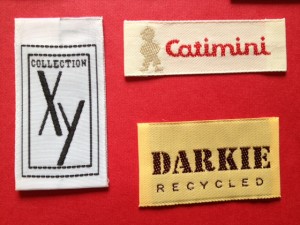 COLLECTION
Xy
Catimini
DARKIE
RECYCLED